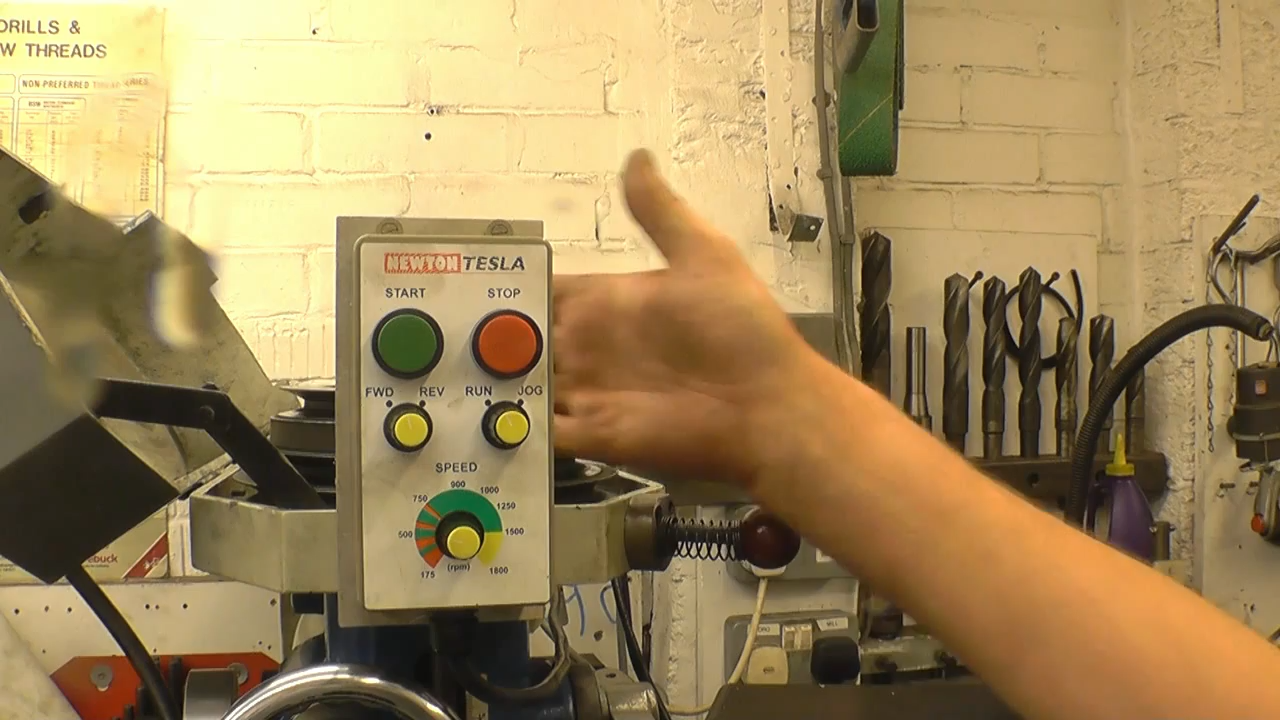 DRILLS &
W THREADS
NON-PREFERRED
NEWTON TESLA
START STOP
FWD REV RUN JOG
SPEED
900
750 1000
1250
500 1500
175 (rpm) 1800
MILL